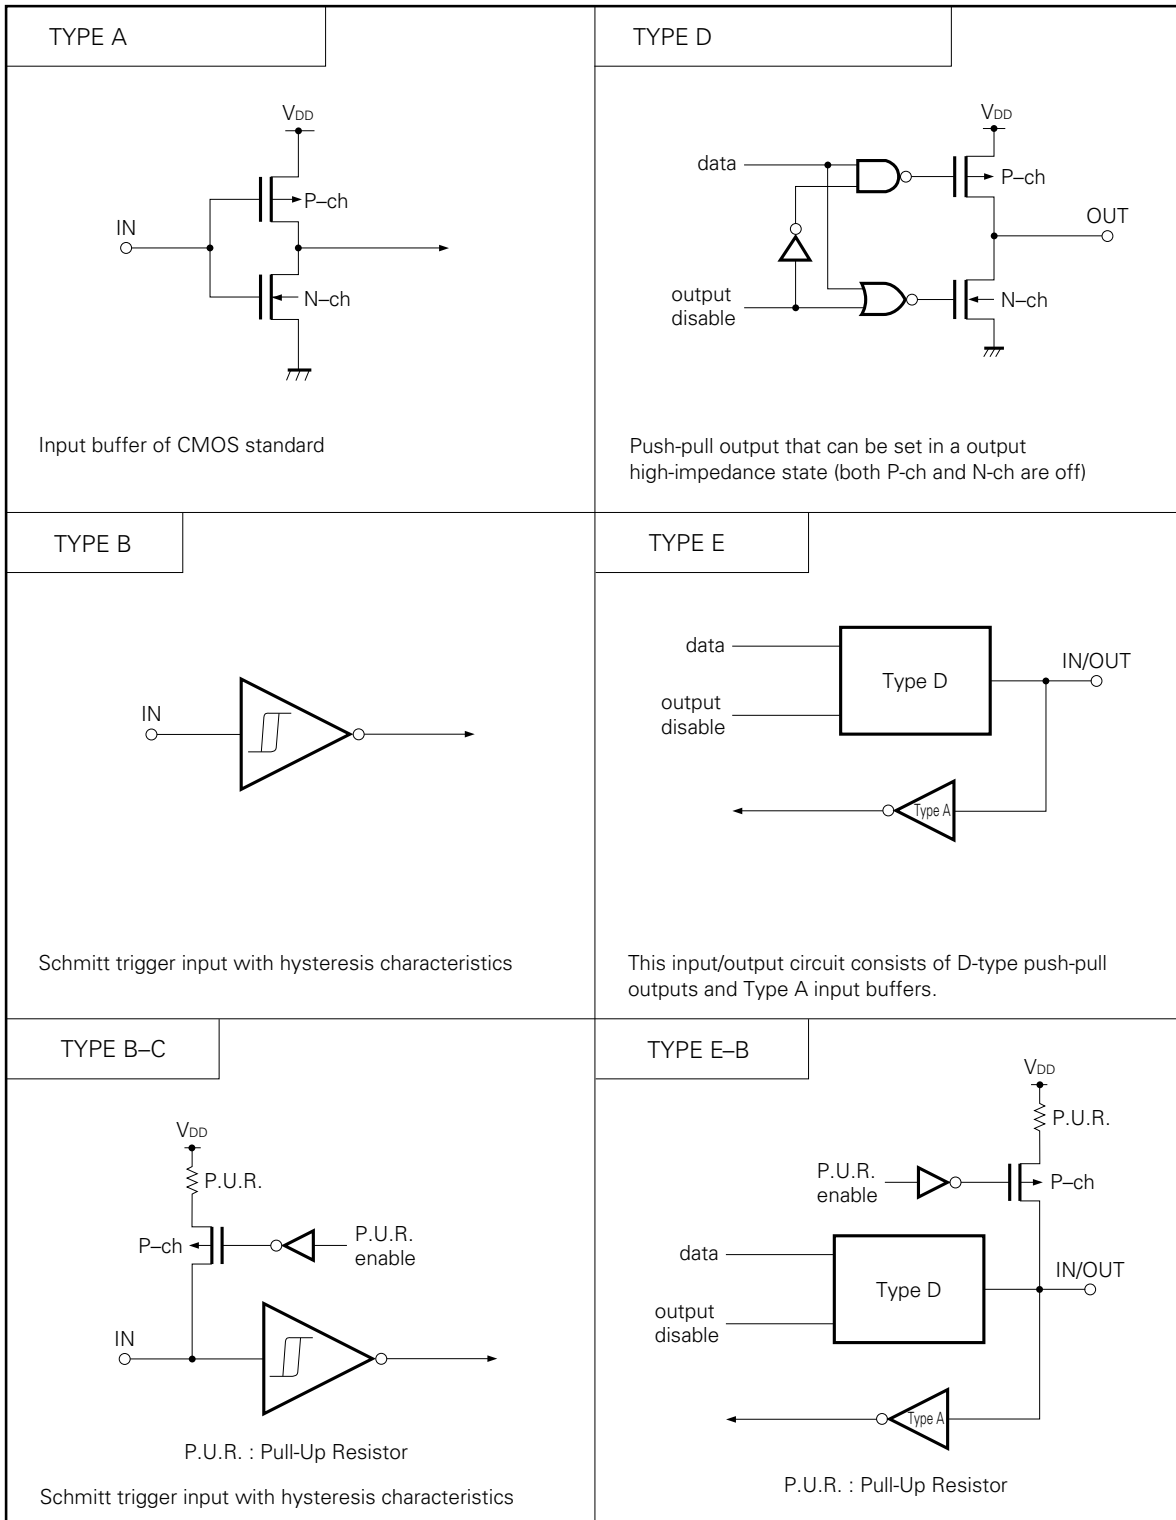 TYPE A
VDD
P–ch
IN
N–ch
Input buffer of CMOS standard
TYPE D
VDD
data
P–ch
OUT
output
disable
N–ch
Push-pull output that can be set in a output
high-impedance state (both P-ch and N-ch are off)
TYPE B
IN
Schmitt trigger input with hysteresis characteristics
TYPE E
data
Type D
IN/OUT
output
disable
Type A
This input/output circuit consists of D-type push-pull
outputs and Type A input buffers.
TYPE B–C
VDD
P.U.R.
P–ch
P.U.R.
enable
IN
P.U.R. : Pull-Up Resistor
Schmitt trigger input with hysteresis characteristics
TYPE E–B
VDD
P.U.R.
P.U.R.
enable
P–ch
data
Type D
IN/OUT
output
disable
Type A
P.U.R. : Pull-Up Resistor